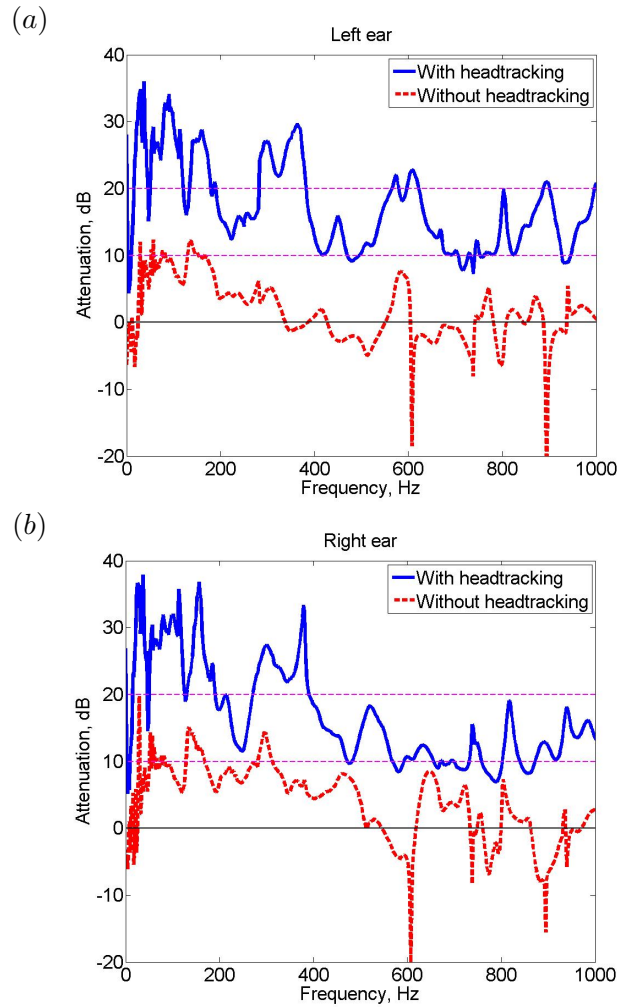 (a)
Left ear
40
30
20
10
0
-10
-20
Attenuation, dB
With headtracking
Without headtracking
0
200
400
600
800
1000
Frequency, Hz
(b)
Right ear
40
30
20
10
0
-10
-20
Attenuation, dB
With headtracking
Without headtracking
0
200
400
600
800
1000
Frequency, Hz